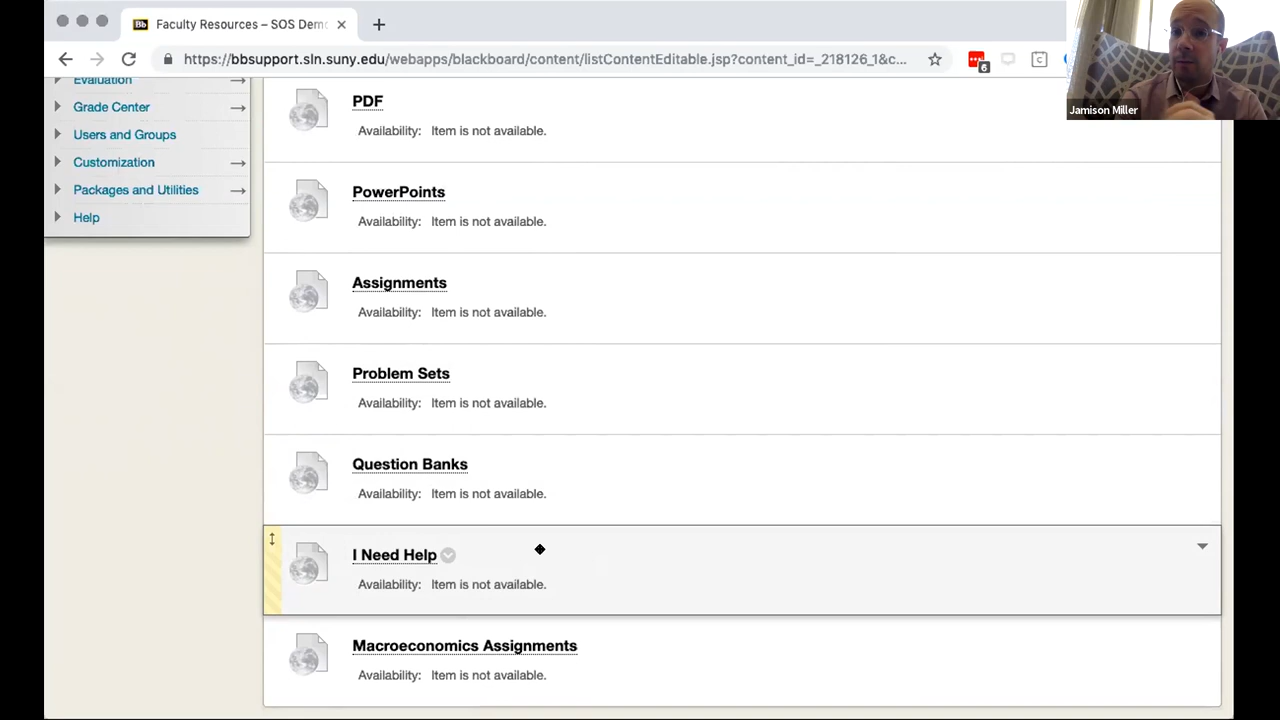 Bb Faculty Resources – SOS Demo
https://bbsupport.sln.suny.edu/webapps/blackboard/content/listContentEditable.jsp?content_id=_218126_1&c...
6
Jamison Miller
Evaluation
Grade Center
Users and Groups
Customization
Packages and Utilities
Help
PDF
Availability: Item is not available.
PowerPoints
Availability: Item is not available.
Assignments
Availability: Item is not available.
Problem Sets
Availability: Item is not available.
Question Banks
Availability: Item is not available.
I Need Help
Availability: Item is not available.
Macroeconomics Assignments
Availability: Item is not available.